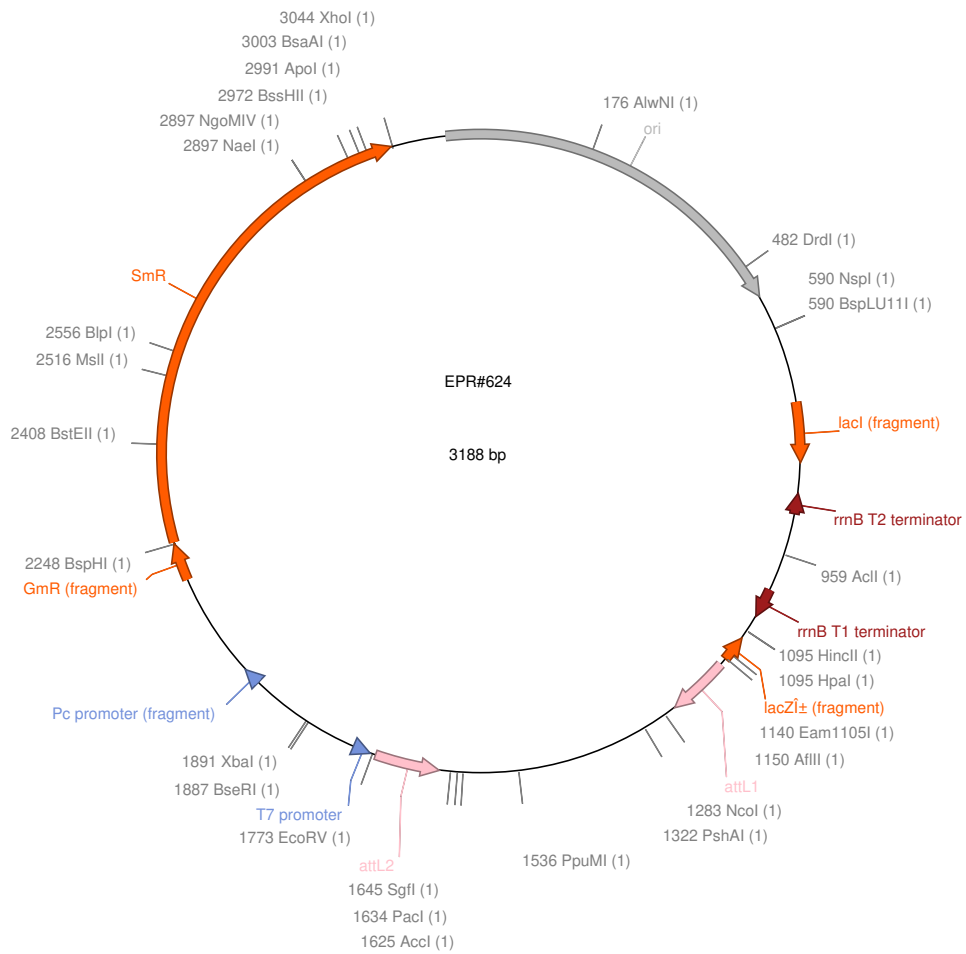 3044 XhoI (1)
3003 BsaAI (1)
2991 ApoI (1)
2972 BssHII (1)
2897 NgoMIV (1)
2897 NaeI (1)
176 AlwNI (1)
ori
482 DrdI (1)
590 NspI (1)
590 BspLU11I (1)
SmR
2556 BlpI (1)
2516 MslI (1)
EPR#624
2408 BstEII (1)
lacI (fragment)
3188 bp
rrnB T2 terminator
2248 BspHI (1)
GmR (fragment)
959 AclI (1)
rrnB T1 terminator
1095 HincII (1)
1095 HpaI (1)
lacZÎ± (fragment)
Pc promoter (fragment)
1140 Eam1105I (1)
1150 AflII (1)
1891 XbaI (1)
1887 BseRI (1)
attL1
T7 promoter
1283 NcoI (1)
1773 EcoRV (1)
1322 PshAI (1)
attL2
1536 PpuMI (1)
1645 SgfI (1)
1634 PacI (1)
1625 AccI (1)